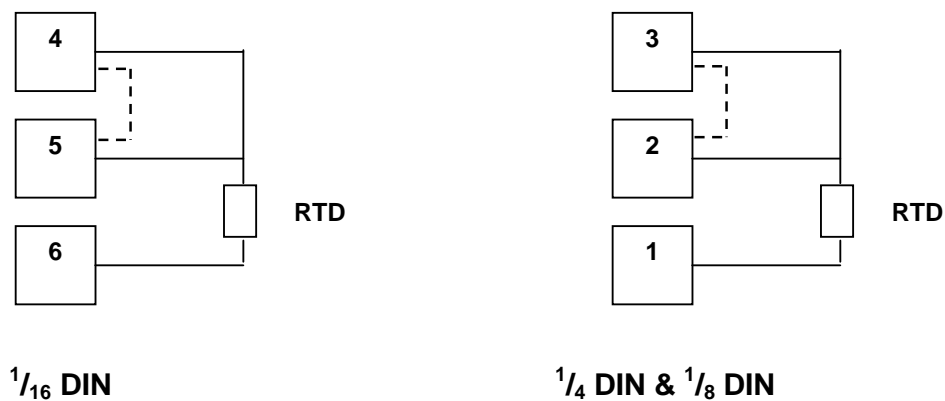 4
5
6
RTD
¹/₁₆ DIN
3
2
1
RTD
¹/₄ DIN & ¹/₈ DIN